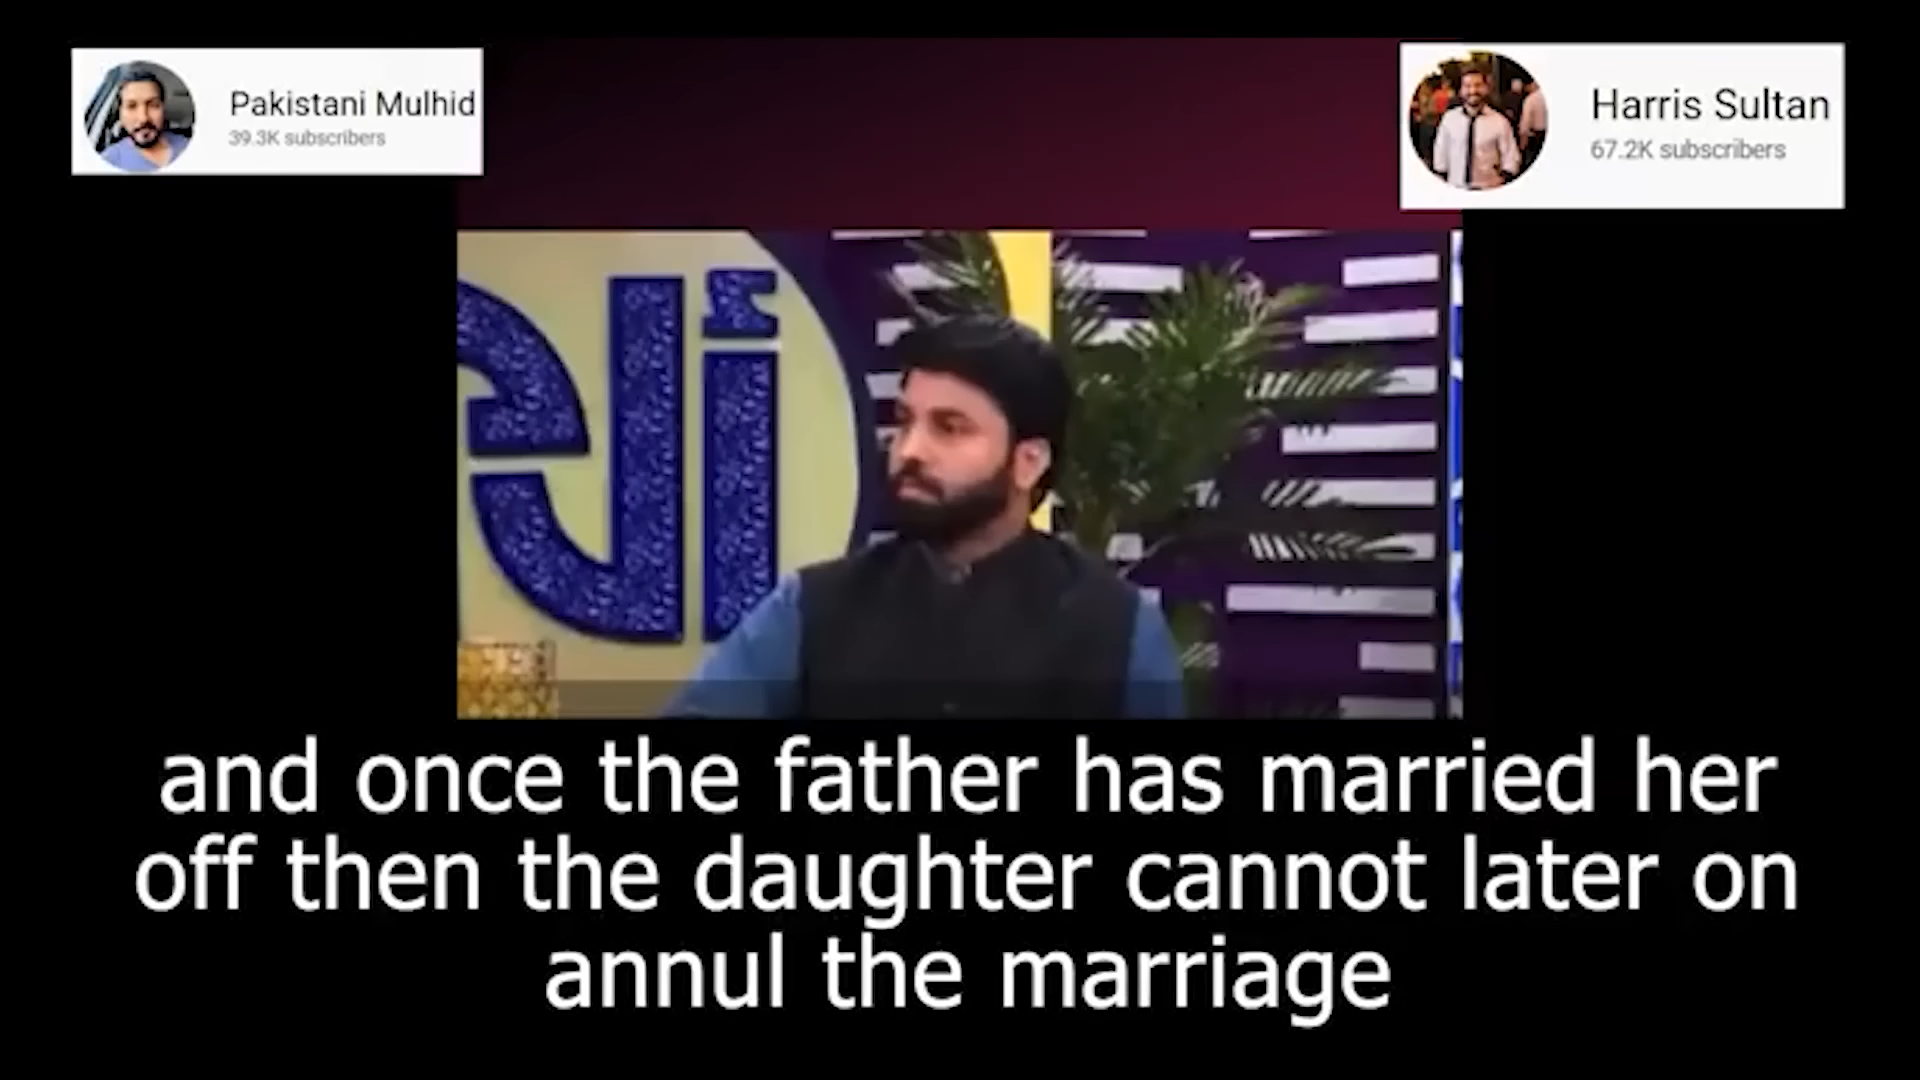 Pakistani Mulhid
39.3K subscribers
Harris Sultan
67.2K subscribers
and once the father has married her
off then the daughter cannot later on
annul the marriage